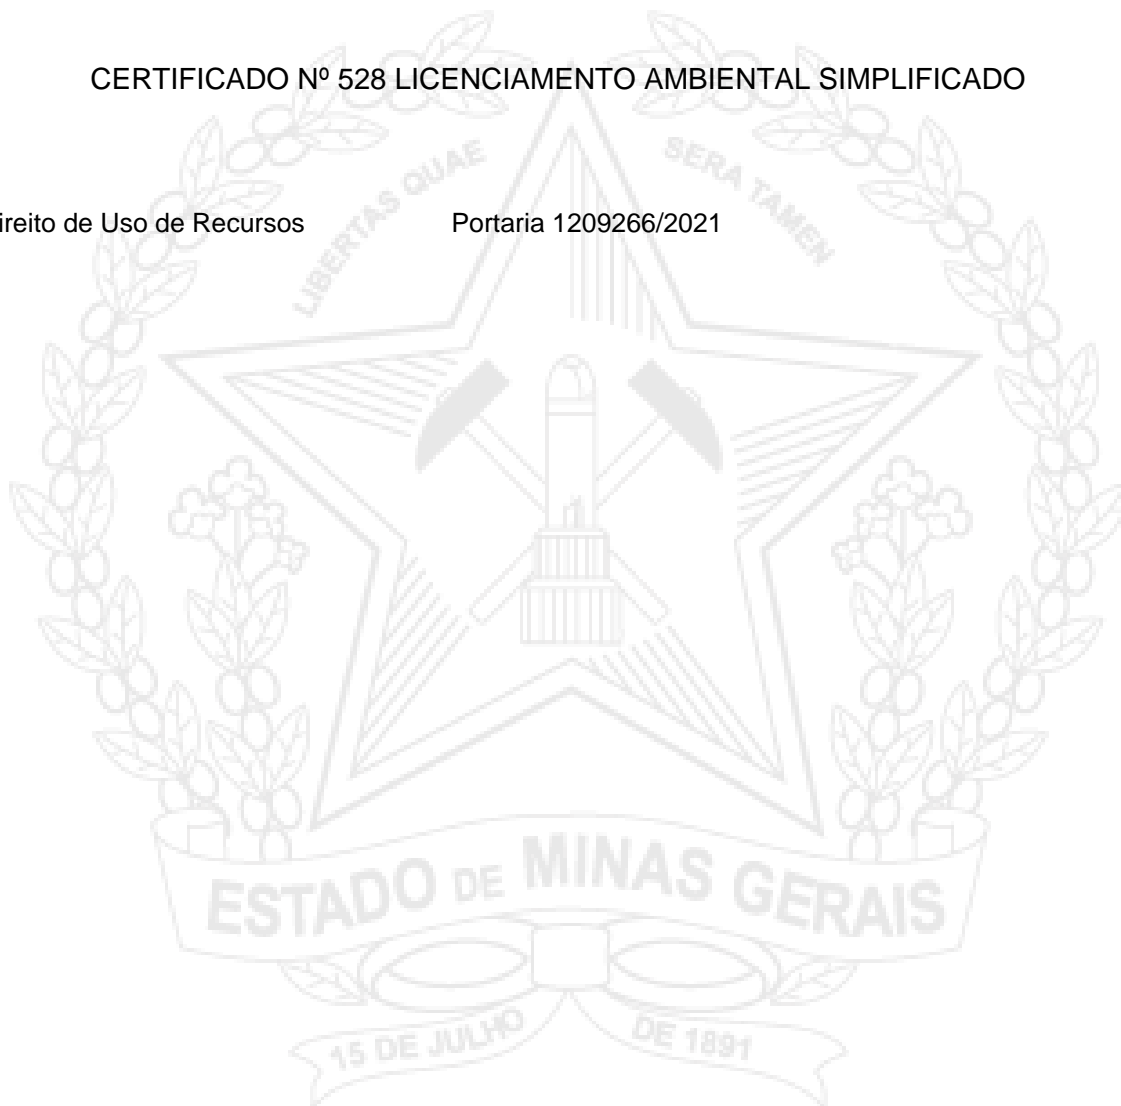 CERTIFICADO Nº 528 LICENCIAMENTO AMBIENTAL SIMPLIFICADO
LIBERTAS QUAE SERA TAMEN
ireito de Uso de Recursos Portaria 1209266/2021
ESTADO DE MINAS GERAIS
15 DE JULHO DE 1891